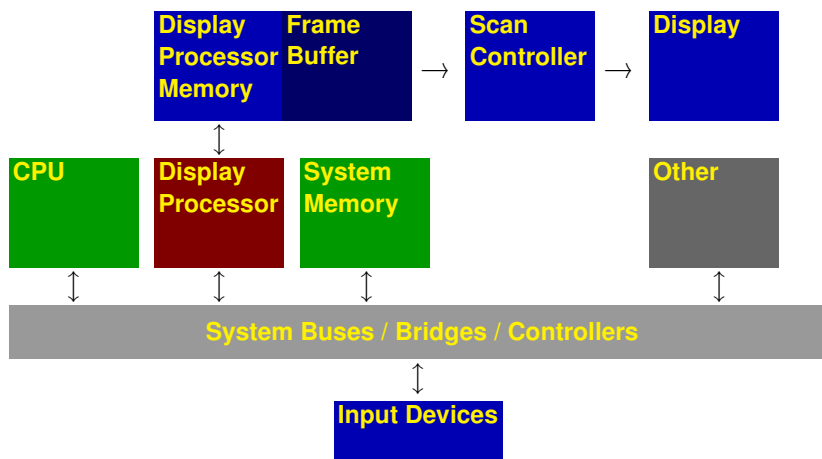 Display
Processor
Memory
Frame
Buffer
Scan
Controller
Display
CPU
Display
Processor
System
Memory
Other
System Buses / Bridges / Controllers
Input Devices